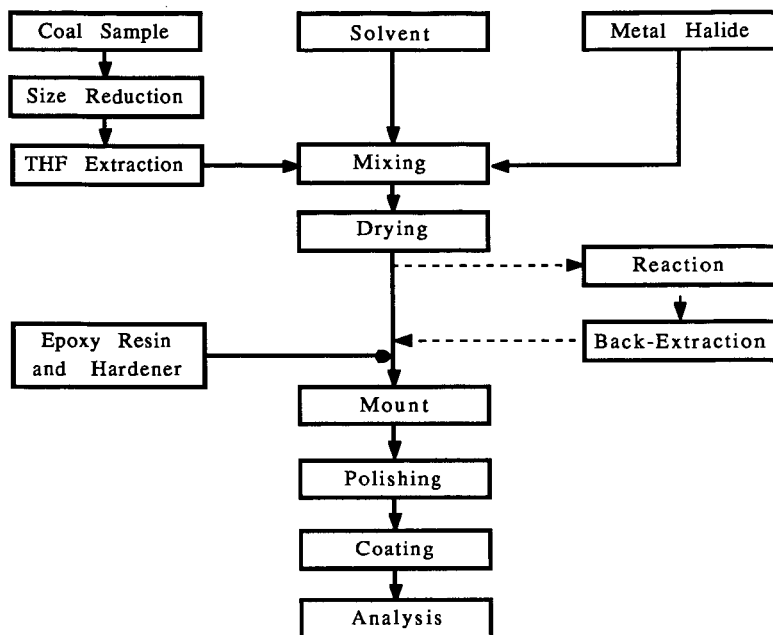 Coal Sample
Solvent
Metal Halide
Size Reduction
THF Extraction
Mixing
Drying
Reaction
Epoxy Resin
and Hardener
Back-Extraction
Mount
Polishing
Coating
Analysis